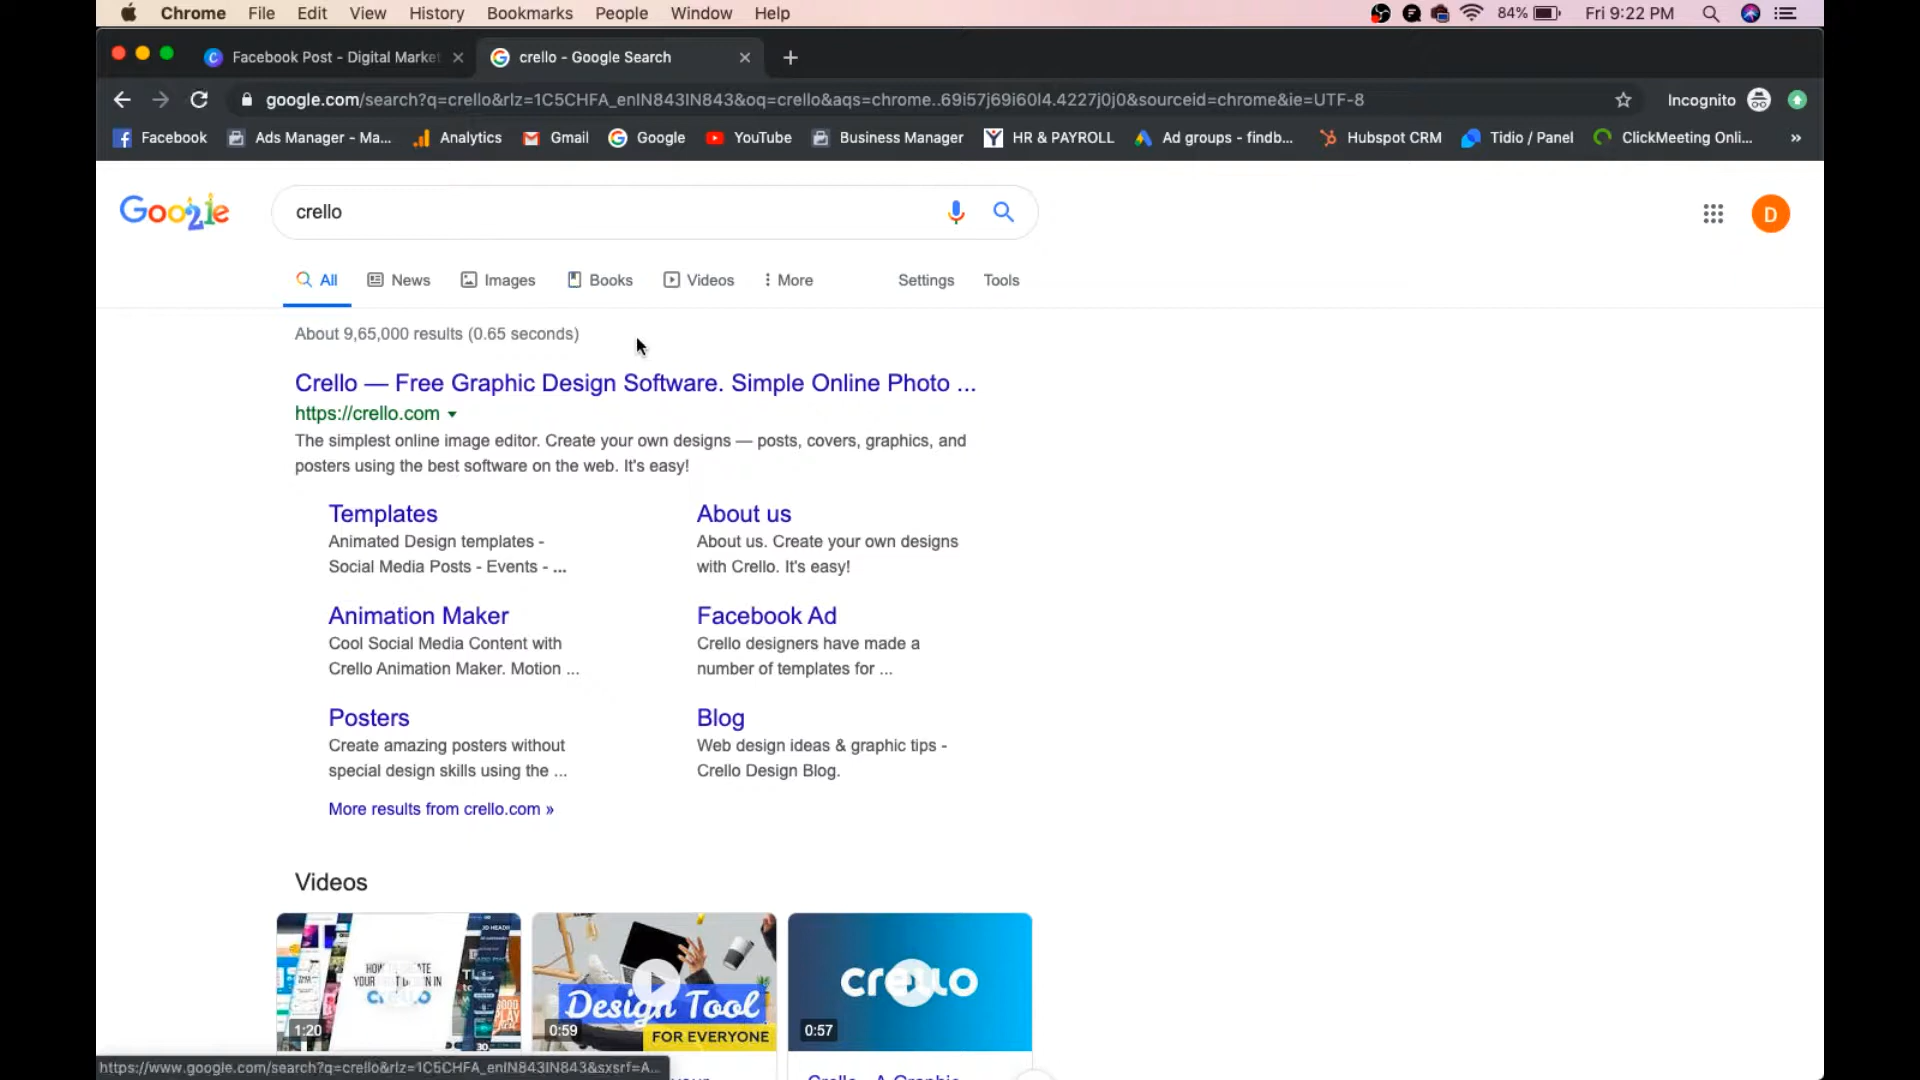 Chrome File Edit View History Bookmarks People Window Help 84% Fri 9:22 PM
Facebook Post - Digital Market crello - Google Search
google.com/search?q=crello&rlz=1C5CHFA_enIN843IN843&oq=crello&aqs=chrome..69i57j69i60l4.4227j0j0&sourceid=chrome&ie=UTF-8 Incognito
Facebook Ads Manager - Ma... Analytics Gmail Google YouTube Business Manager HR & PAYROLL Ad groups - findb... Hubspot CRM Tidio / Panel ClickMeeting Onli... »
crello D
All News Images Books Videos More Settings Tools
About 9,65,000 results (0.65 seconds)
Crello — Free Graphic Design Software. Simple Online Photo ...
https://crello.com
The simplest online image editor. Create your own designs — posts, covers, graphics, and
posters using the best software on the web. It's easy!
Templates
Animated Design templates -
Social Media Posts - Events - ...
About us
About us. Create your own designs
with Crello. It's easy!
Animation Maker
Cool Social Media Content with
Crello Animation Maker. Motion ...
Facebook Ad
Crello designers have made a
number of templates for ...
Posters
Create amazing posters without
special design skills using the ...
Blog
Web design ideas & graphic tips -
Crello Design Blog.
More results from crello.com »
Videos
YOUR
IN
1:20
Design Tool
FOR EVERYONE
0:59
crello
0:57
https://www.google.com/search?q=crello&rlz=1C5CHFA_enIN843IN843&sxsrf=A...